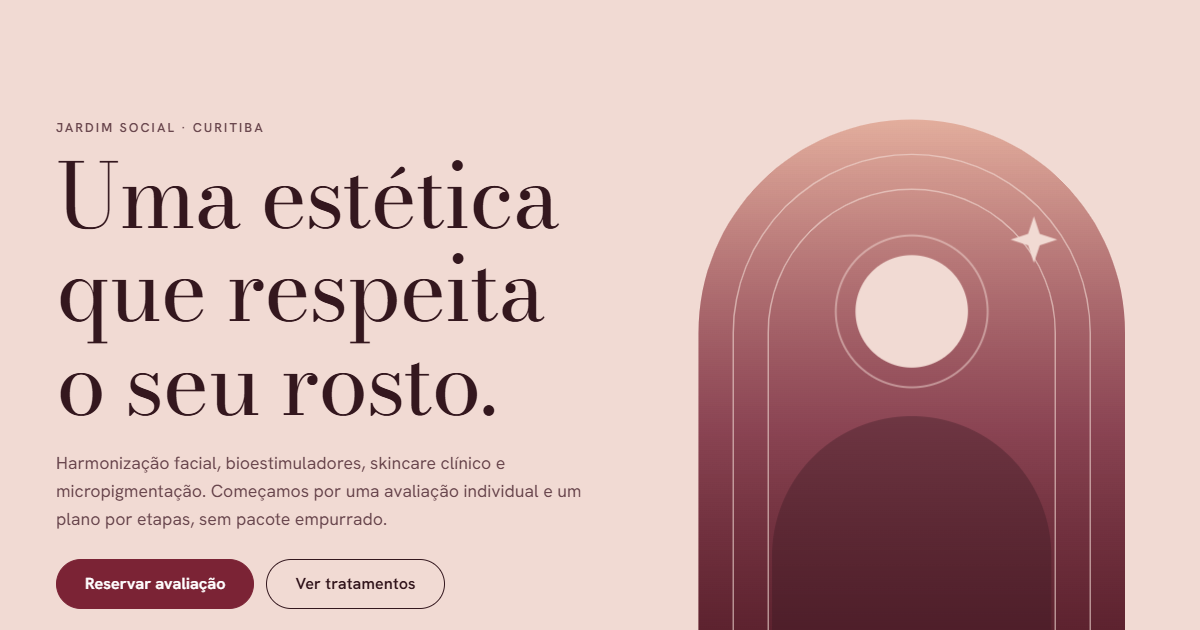 JARDIM SOCIAL · CURITIBA
Uma estética
que respeita
o seu rosto.
Harmonização facial, bioestimuladores, skincare clínico e
micropigmentação. Começamos por uma avaliação individual e um
plano por etapas, sem pacote empurrado.
Reservar avaliação
Ver tratamentos